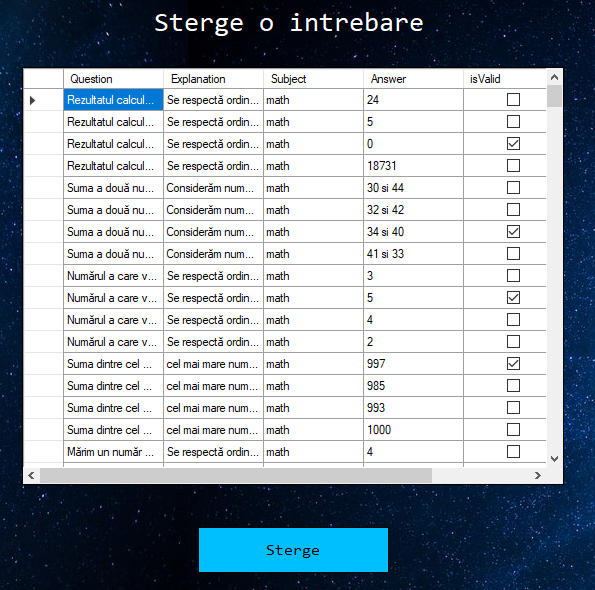 Sterge o intrebare
Question Explanation Subject Answer isValid
Rezultatul calcul... Se respectă ordin... math 24
Rezultatul calcul... Se respectă ordin... math 5
Rezultatul calcul... Se respectă ordin... math 0
Rezultatul calcul... Se respectă ordin... math 18731
Suma a două nu... Considerăm num... math 30 si 44
Suma a două nu... Considerăm num... math 32 si 42
Suma a două nu... Considerăm num... math 34 si 40
Suma a două nu... Considerăm num... math 41 si 33
Numărul a care v... Se respectă ordin... math 3
Numărul a care v... Se respectă ordin... math 5
Numărul a care v... Se respectă ordin... math 4
Numărul a care v... Se respectă ordin... math 2
Suma dintre cel ... cel mai mare num... math 997
Suma dintre cel ... cel mai mare num... math 985
Suma dintre cel ... cel mai mare num... math 993
Suma dintre cel ... cel mai mare num... math 1000
Mărim un număr ... Se respectă ordin... math 4
Sterge